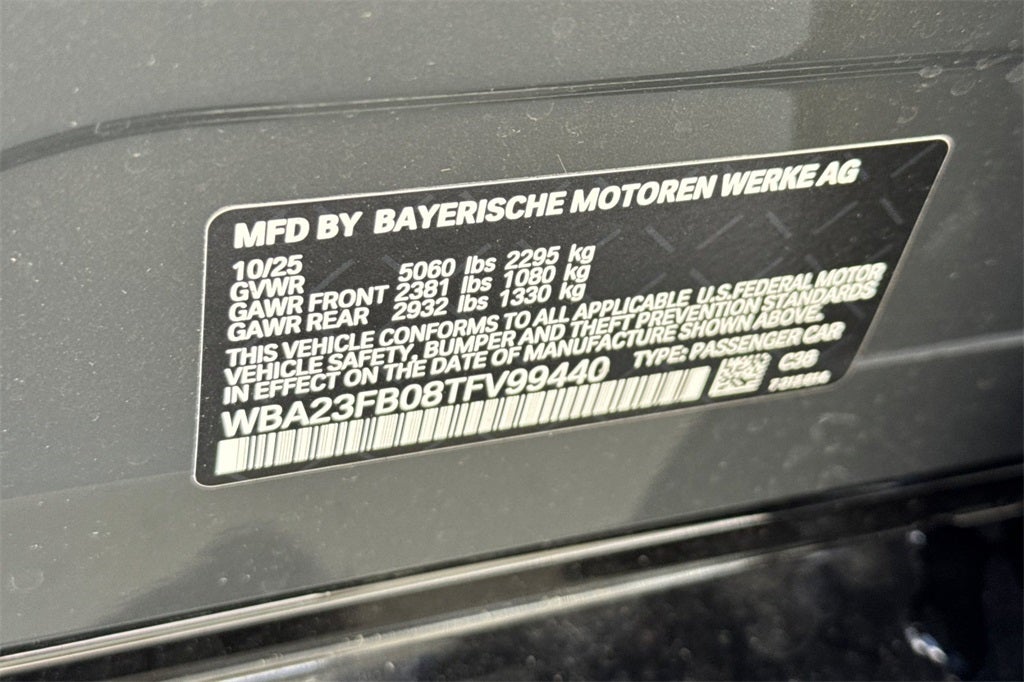 MFD BY BAYERISCHE MOTOREN WERKE AG
10/25
GVWR 5060 lbs 2295 kg
GAWR FRONT 2381 lbs 1080 kg
GAWR REAR 2932 lbs 1330 kg
THIS VEHICLE CONFORMS TO ALL APPLICABLE U.S.FEDERAL MOTOR
VEHICLE SAFETY, BUMPER AND THEFT PREVENTION STANDARDS
IN EFFECT ON THE DATE OF MANUFACTURE SHOWN ABOVE.
WBA23FB08TFV99440 TYPE: PASSENGER CAR
C38